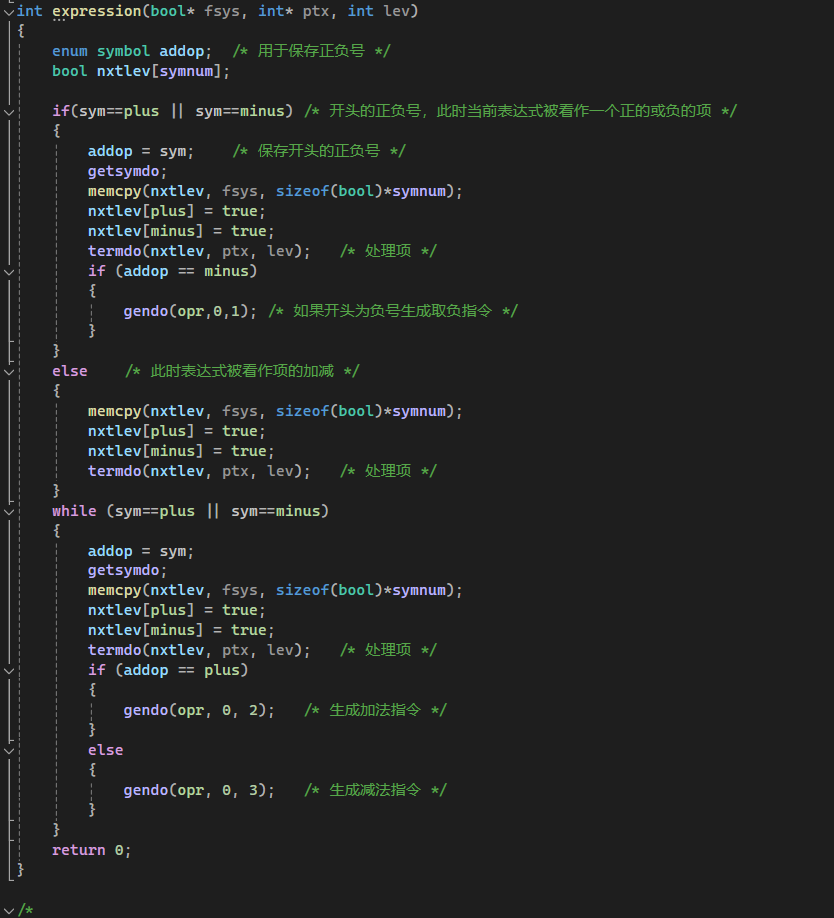 int expression(bool* fsys, int* ptx, int lev)
{
enum symbol addop; /* 用于保存正负号 */
bool nxtlev[symnum];
if(sym==plus || sym==minus) /* 开头的正负号，此时当前表达式被看作一个正的或负的项 */
{
addop = sym; /* 保存开头的正负号 */
getsymdo;
memcpy(nxtlev, fsys, sizeof(bool)*symnum);
nxtlev[plus] = true;
nxtlev[minus] = true;
termdo(nxtlev, ptx, lev); /* 处理项 */
if (addop == minus)
{
gendo(opr,0,1); /* 如果开头为负号生成取负指令 */
}
}
else /* 此时表达式被看作项的加减 */
{
memcpy(nxtlev, fsys, sizeof(bool)*symnum);
nxtlev[plus] = true;
nxtlev[minus] = true;
termdo(nxtlev, ptx, lev); /* 处理项 */
}
while (sym==plus || sym==minus)
{
addop = sym;
getsymdo;
memcpy(nxtlev, fsys, sizeof(bool)*symnum);
nxtlev[plus] = true;
nxtlev[minus] = true;
termdo(nxtlev, ptx, lev); /* 处理项 */
if (addop == plus)
{
gendo(opr, 0, 2); /* 生成加法指令 */
}
else
{
gendo(opr, 0, 3); /* 生成减法指令 */
}
}
return 0;
}
/*